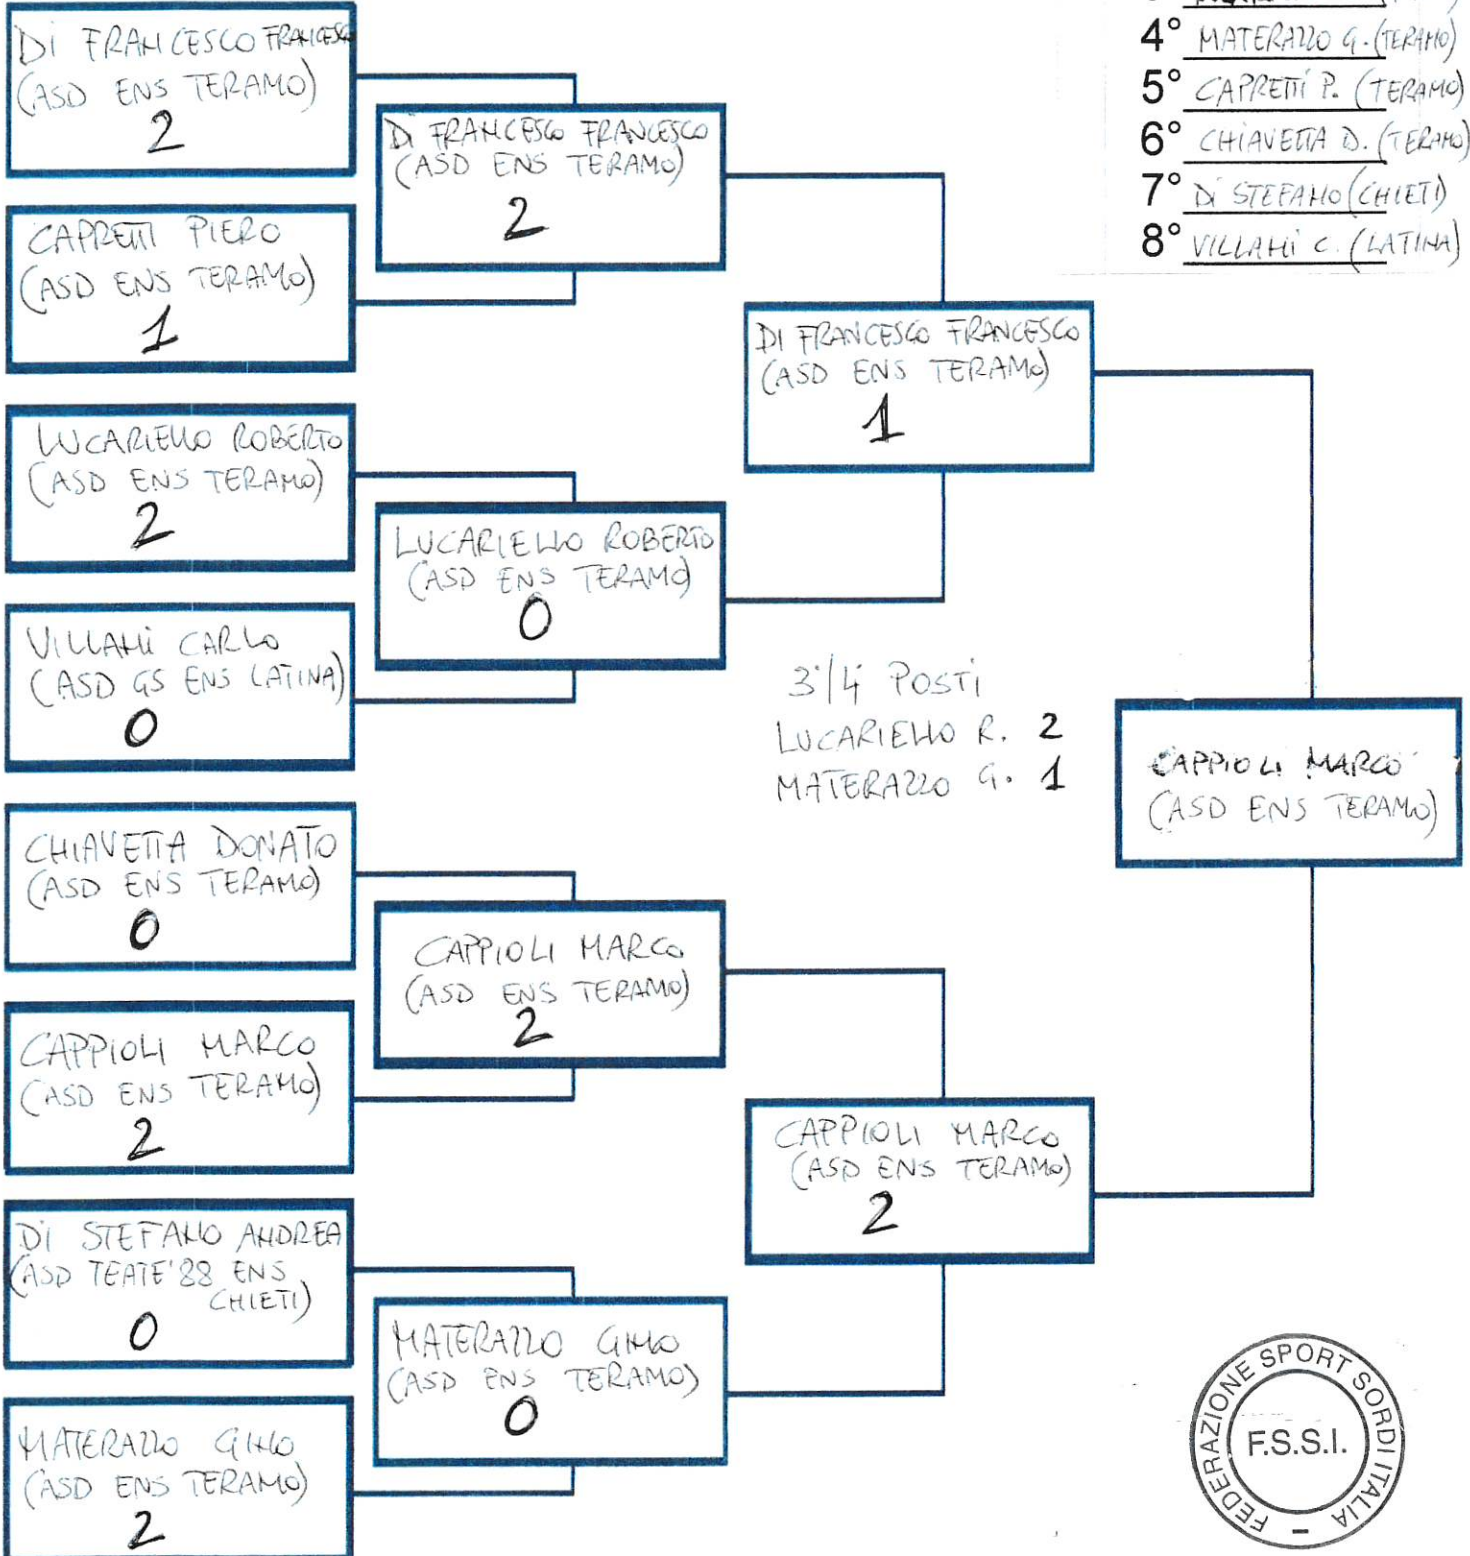 DI FRANCESCO FRANCESCO
(ASD ENS TERAMO)
2
CAPRETTI PIERO
(ASD ENS TERAMO)
1
LUCARIELLO ROBERTO
(ASD ENS TERAMO)
2
VILLANI CARLO
(ASD GS ENS LATINA)
0
CHIAVETTA DONATO
(ASD ENS TERAMO)
0
CAPPIOLI MARCO
(ASD ENS TERAMO)
2
DI STEFANO ANDREA
(ASD TEATE'88 ENS
CHIETI)
0
MATERAZZO GINO
(ASD ENS TERAMO)
2
DI FRANCESCO FRANCESCO
(ASD ENS TERAMO)
2
LUCARIELLO ROBERTO
(ASD ENS TERAMO)
0
CAPPIOLI MARCO
(ASD ENS TERAMO)
2
MATERAZZO GINO
(ASD ENS TERAMO)
0
DI FRANCESCO FRANCESCO
(ASD ENS TERAMO)
1
3°/4° POSTI
LUCARIELLO R. 2
MATERAZZO G. 1
CAPPIOLI MARCO
(ASD ENS TERAMO)
2
CAPPIOLI MARCO
(ASD ENS TERAMO)
4° MATERAZZO G. (TERAMO)
5° CAPRETTI P. (TERAMO)
6° CHIAVETTA D. (TERAMO)
7° DI STEFANO (CHIETI)
8° VILLANI C. (LATINA)
FEDERAZIONE SPORT SORDI ITALIA
F.S.S.I.